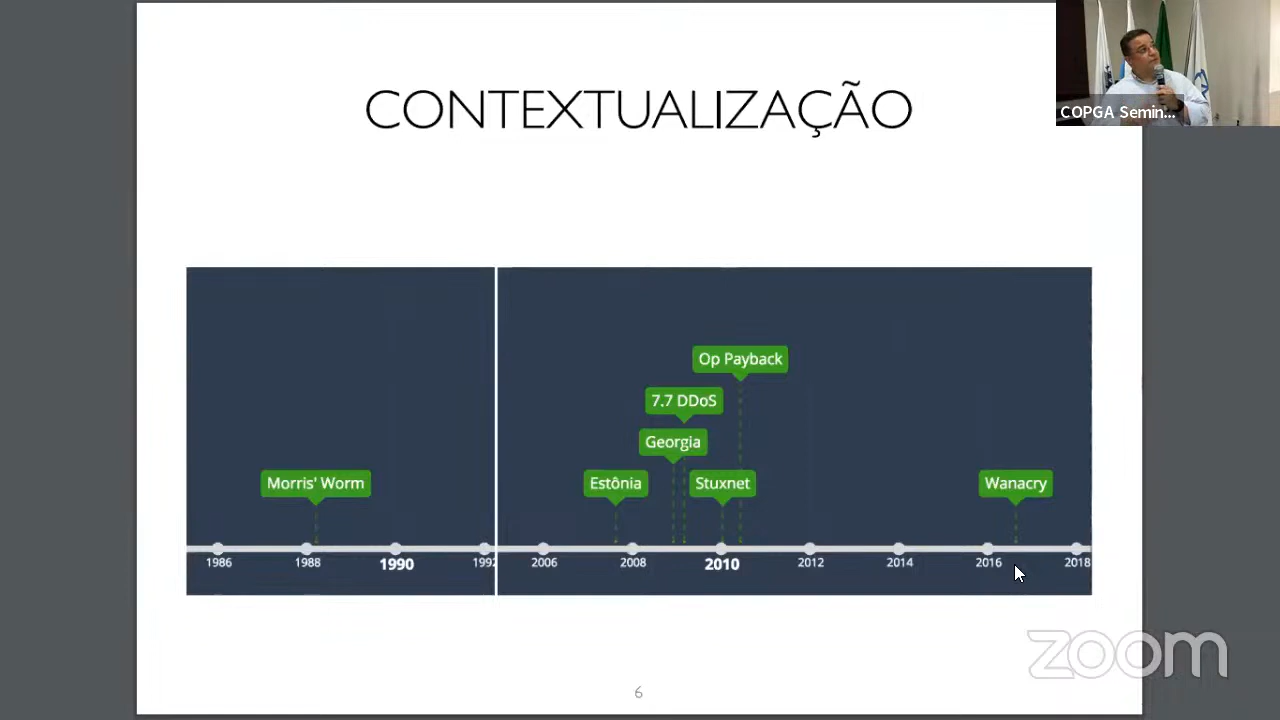 CONTEXTUALIZAÇÃO
COPGA Semin...
Op Payback
7.7 DDoS
Georgia
Morris' Worm
Estônia
Stuxnet
Wanacry
1986 1988 1990 1992 2006 2008 2010 2012 2014 2016 2018
zoom
6